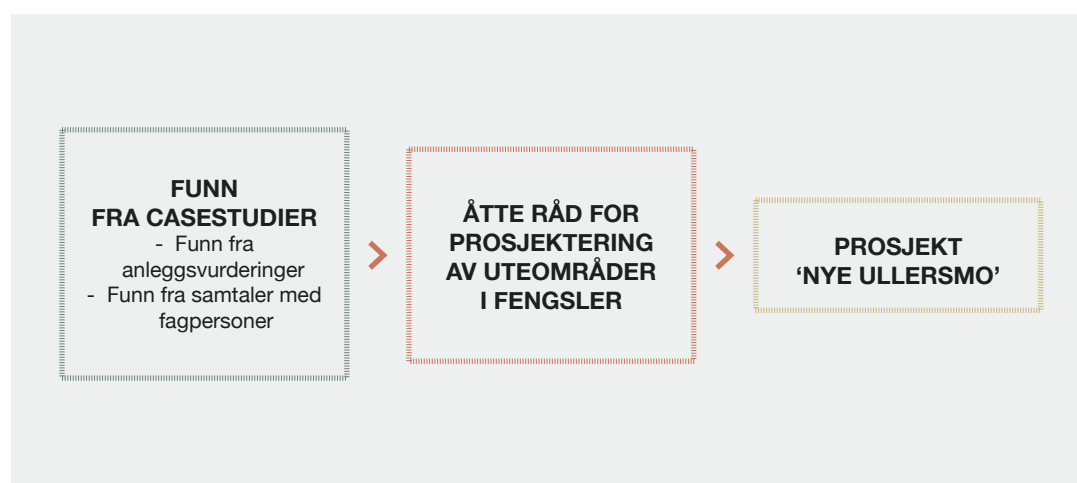 FUNN
FRA CASESTUDIER
- Funn fra
anleggsvurderinger
- Funn fra samtaler med
fagpersoner
ÅTTE RÅD FOR
PROSJEKTERING
AV UTEOMRÅDER
I FENGSLER
PROSJEKT
‘NYE ULLERSMO’